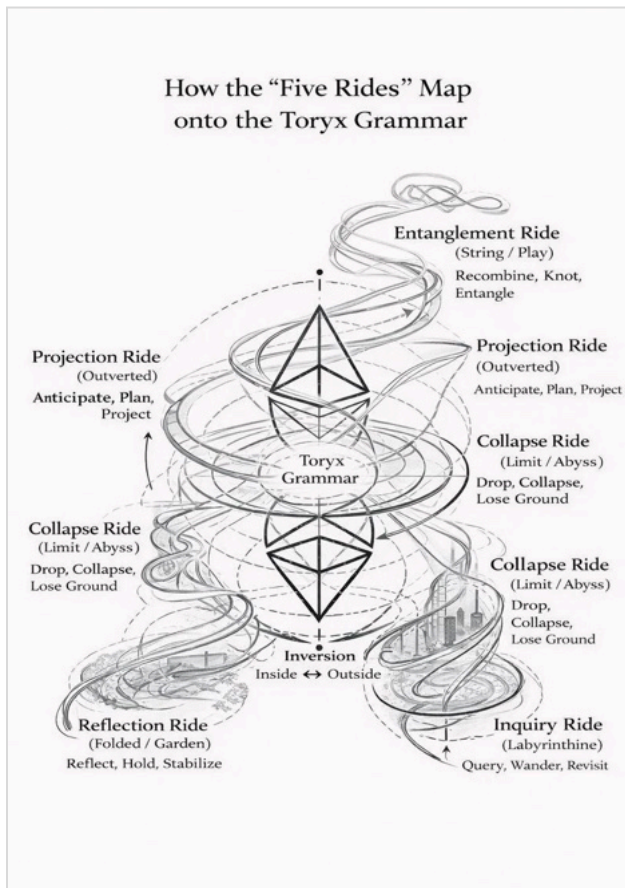 How the “Five Rides” Map
onto the Toryx Grammar
Entanglement Ride
(String / Play)
Recombine, Knot,
Entangle
Projection Ride
(Outverted)
Anticipate, Plan,
Project
Projection Ride
(Outverted)
Anticipate, Plan, Project
Toryx
Grammar
Collapse Ride
(Limit / Abyss)
Drop, Collapse,
Lose Ground
Collapse Ride
(Limit / Abyss)
Drop, Collapse,
Lose Ground
Collapse Ride
(Limit / Abyss)
Drop,
Collapse,
Lose Ground
Inversion
Inside ↔ Outside
Reflection Ride
(Folded / Garden)
Reflect, Hold, Stabilize
Inquiry Ride
(Labyrinthine)
Query, Wander, Revisit